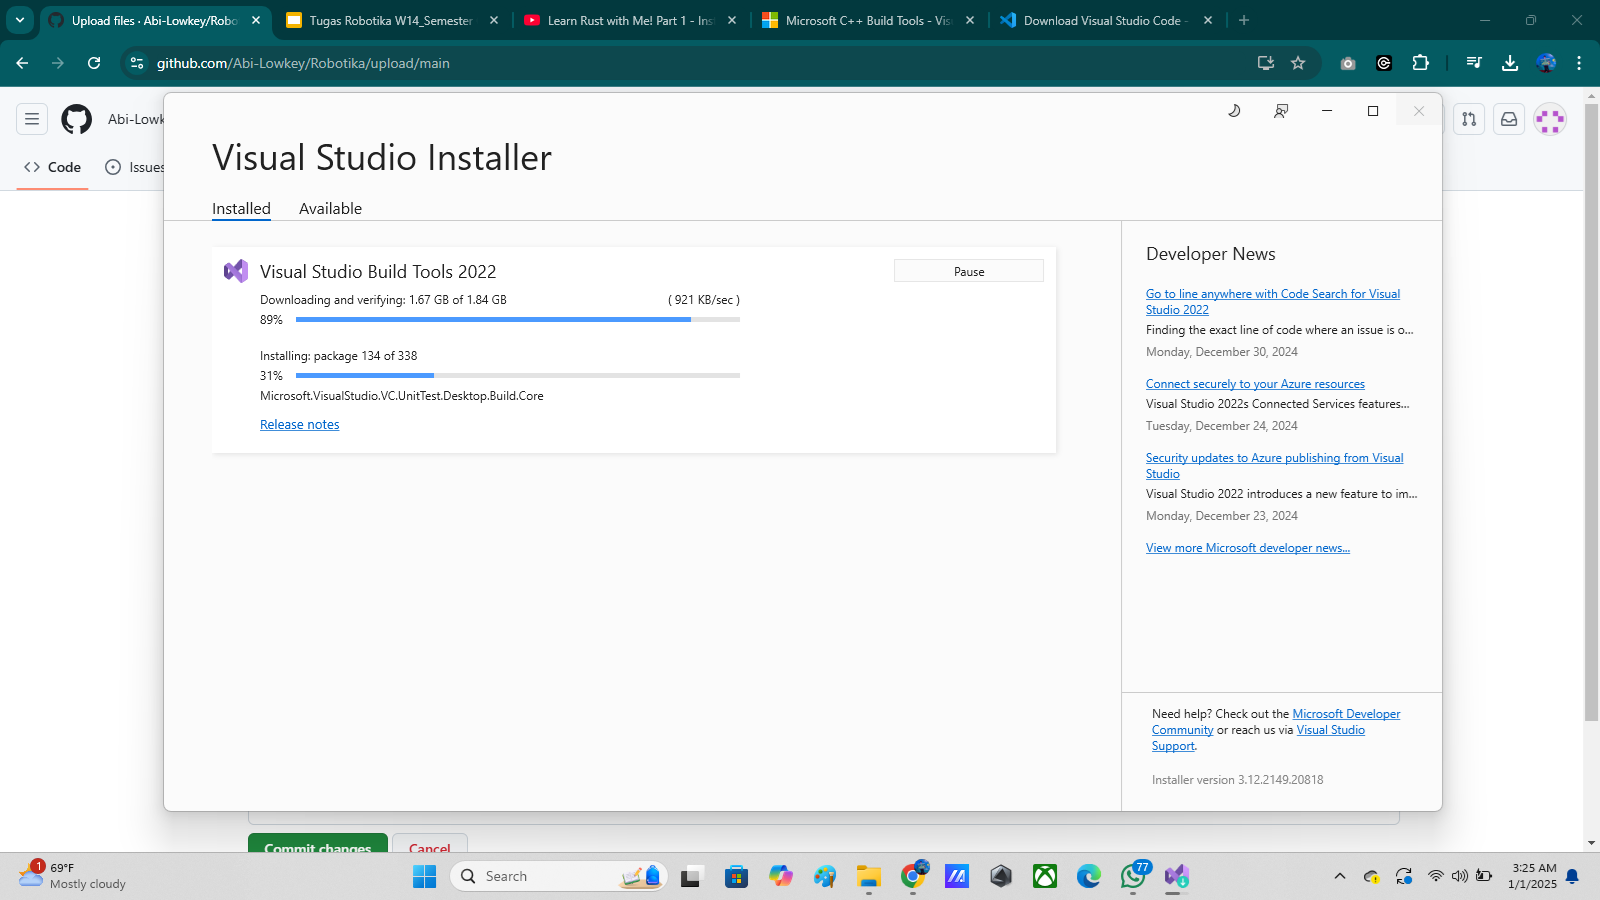 Upload files · Abi-Lowkey/Robo
Tugas Robotika W14_Semester
Learn Rust with Me! Part 1 - Ins
Microsoft C++ Build Tools - Vis
Download Visual Studio Code -
github.com/Abi-Lowkey/Robotika/upload/main
Abi-Lowk
Code
Issues
Visual Studio Installer
Installed
Available
Visual Studio Build Tools 2022
Pause
Downloading and verifying: 1.67 GB of 1.84 GB
( 921 KB/sec )
89%
Installing: package 134 of 338
31%
Microsoft.VisualStudio.VC.UnitTest.Desktop.Build.Core
Release notes
Developer News
Go to line anywhere with Code Search for Visual
Studio 2022
Finding the exact line of code where an issue is o...
Monday, December 30, 2024
Connect securely to your Azure resources
Visual Studio 2022s Connected Services features...
Tuesday, December 24, 2024
Security updates to Azure publishing from Visual
Studio
Visual Studio 2022 introduces a new feature to im...
Monday, December 23, 2024
View more Microsoft developer news...
Need help? Check out the Microsoft Developer
Community or reach us via Visual Studio
Support.
Installer version 3.12.2149.20818
Commit changes
Cancel
1
69°F
Mostly cloudy
Search
77
3:25 AM
1/1/2025